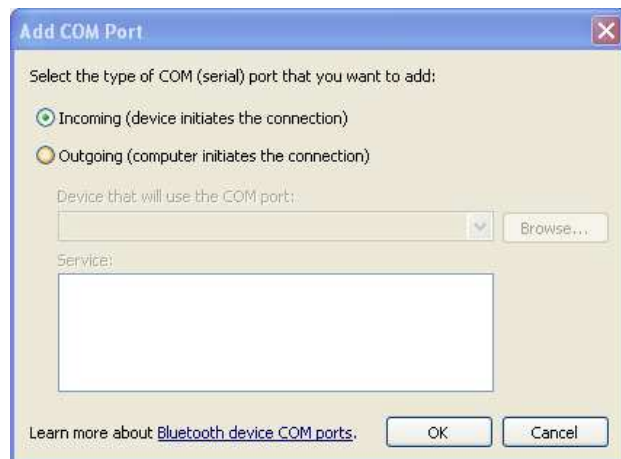 Add COM Port
Select the type of COM (serial) port that you want to add:
Incoming (device initiates the connection)
Outgoing (computer initiates the connection)
Device that will use the COM port:
Browse...
Service:
Learn more about Bluetooth device COM ports.
OK
Cancel